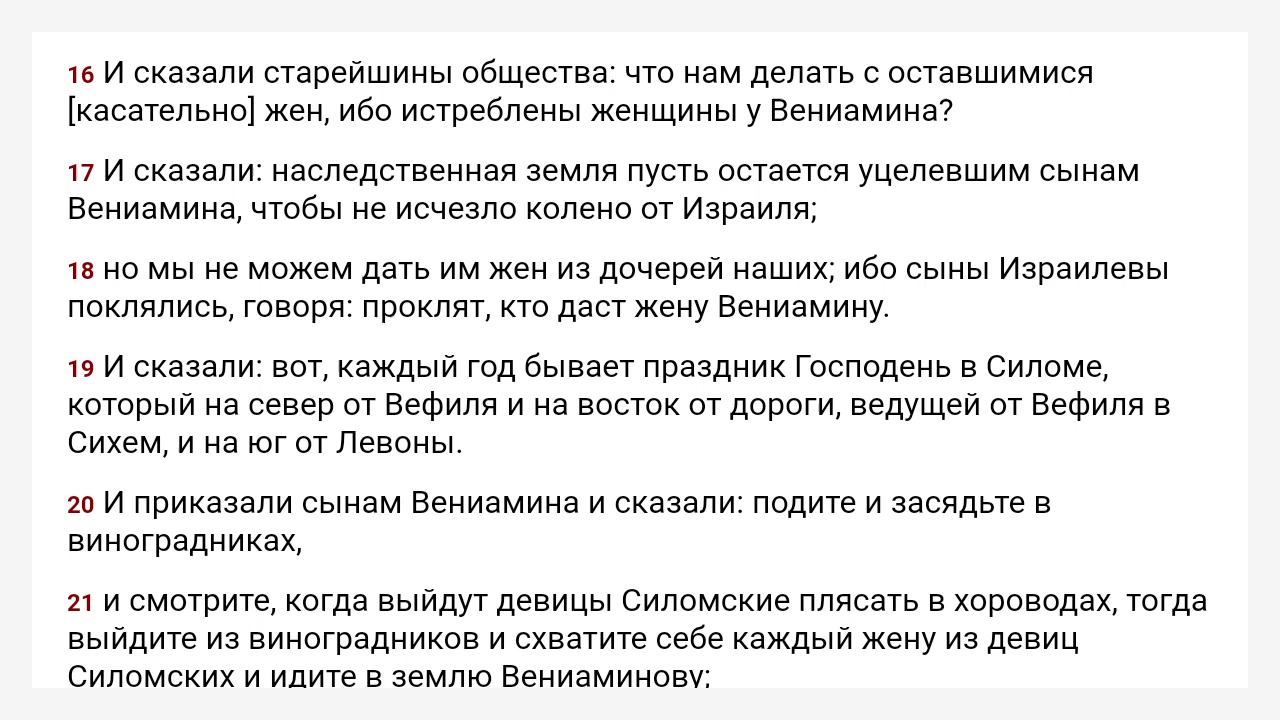 16 И сказали старейшины общества: что нам делать с оставшимися
[касательно] жен, ибо истреблены женщины у Вениамина?
17 И сказали: наследственная земля пусть остается уцелевшим сынам
Вениамина, чтобы не исчезло колено от Израиля;
18 но мы не можем дать им жен из дочерей наших; ибо сыны Израилевы
поклялись, говоря: проклят, кто даст жену Вениамину.
19 И сказали: вот, каждый год бывает праздник Господень в Силоме,
который на север от Вефиля и на восток от дороги, ведущей от Вефиля в
Сихем, и на юг от Левоны.
20 И приказали сынам Вениамина и сказали: подите и засядьте в
виноградниках,
21 и смотрите, когда выйдут девицы Силомские плясать в хороводах, тогда
выйдите из виноградников и схватите себе каждый жену из девиц
Силомских и идите в землю Вениаминову;